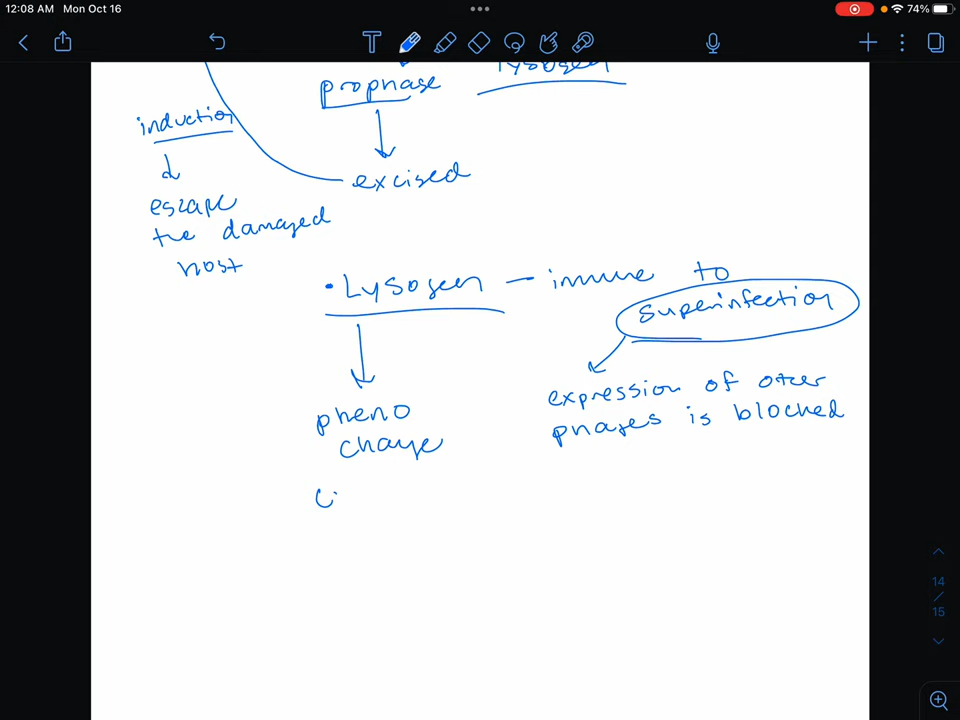 12:08 AM Mon Oct 16
74%
lysogen
prophase
induction
excised
escape
the damaged
host
• Lysogen – immune to
superinfection
expression of other
phages is blocked
pheno
change
14
/
15